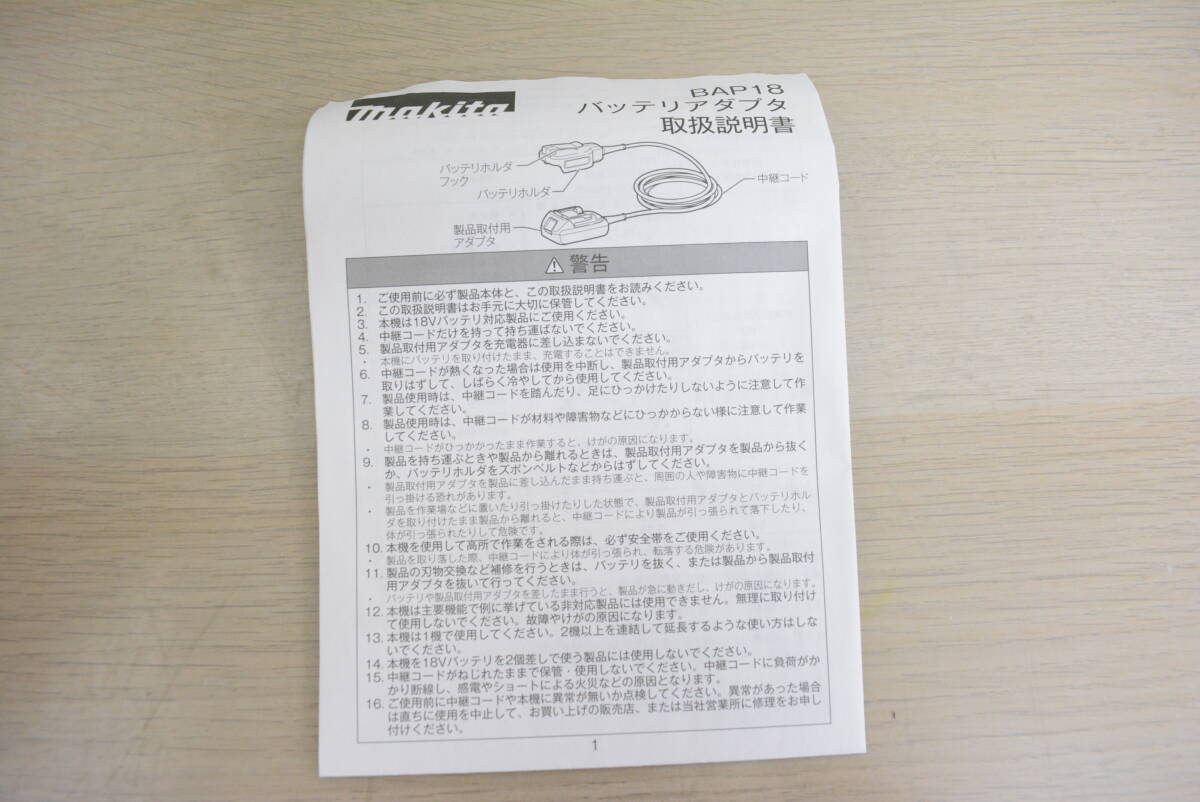 makita
BAP18
バッテリアダプタ
取扱説明書
バッテリホルダ
フック
バッテリホルダ
中継コード
製品取付用
アダプタ
警告
1. ご使用前に必ず製品本体と、この取扱説明書をお読みください。
2. この取扱説明書はお手元に大切に保管してください。
3. 本機は18Vバッテリ対応製品にご使用ください。
4. 中継コードだけを持って持ち運ばないでください。
5. 製品取付用アダプタを充電器に差し込まないでください。
・ 本機にバッテリを取り付けたまま、充電することはできません。
6. 中継コードが熱くなった場合は使用を中断し、製品取付用アダプタからバッテリを
取りはずして、しばらく冷やしてから使用してください。
7. 製品使用時は、中継コードを踏んだり、足にひっかけたりしないように注意して作
業してください。
8. 製品使用時は、中継コードが材料や障害物などにひっかからない様に注意して作業
してください。
・ 中継コードがひっかかったまま作業すると、けがの原因になります。
9. 製品を持ち運ぶときや製品から離れるときは、製品取付用アダプタを製品から抜く
か、バッテリホルダをズボンベルトなどからはずしてください。
・ 製品取付用アダプタを製品に差し込んだまま持ち運ぶと、周囲の人や障害物に中継コードを
引っ掛ける恐れがあります。
・ 製品を作業場などに置いたり引っ掛けたりした状態で、製品取付用アダプタとバッテリホル
ダを取り付けたまま製品から離れると、中継コードにより製品が引っ張られて落下したり、
体が引っ張られたりして危険です。
10. 本機を使用して高所で作業をされる際は、必ず安全帯をご使用ください。
・ 製品を取り落した際、中継コードにより体が引っ張られ、転落する危険があります。
11. 製品の刃物交換など補修を行うときは、バッテリを抜く、または製品から製品取付
用アダプタを抜いて行ってください。
・ バッテリや製品取付用アダプタを差したまま行うと、製品が急に動きだし、けがの原因になります。
12. 本機は主要機能で例に挙げている非対応製品には使用できません。無理に取り付け
て使用しないでください。故障やけがの原因になります。
13. 本機は1機で使用してください。2機以上を連結して延長するような使い方はしな
いでください。
14. 本機を18Vバッテリを2個差しで使う製品には使用しないでください。
15. 中継コードがねじれたままで保管・使用しないでください。中継コードに負荷がか
かり断線し、感電やショートによる火災などの原因となります。
16. ご使用前に中継コードや本機に異常が無いか点検してください。異常があった場合
は直ちに使用を中止して、お買い上げの販売店、または当社営業所に修理をお申し
付けください。
1